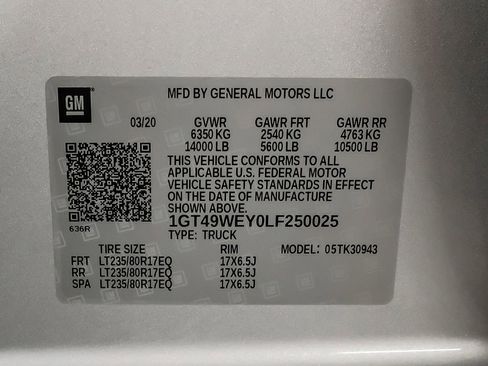 GM
MFD BY GENERAL MOTORS LLC
03/20 GVWR GAWR FRT GAWR RR
6350 KG 2540 KG 4763 KG
14000 LB 5600 LB 10500 LB
THIS VEHICLE CONFORMS TO ALL
APPLICABLE U.S. FEDERAL MOTOR
VEHICLE SAFETY STANDARDS IN EFFECT
ON THE DATE OF MANUFACTURE
SHOWN ABOVE.
1GT49WEY0LF250025
636R
TYPE: TRUCK
TIRE SIZE RIM MODEL: 05TK30943
FRT LT235/80R17EQ 17X6.5J
RR LT235/80R17EQ 17X6.5J
SPA LT235/80R17EQ 17X6.5J